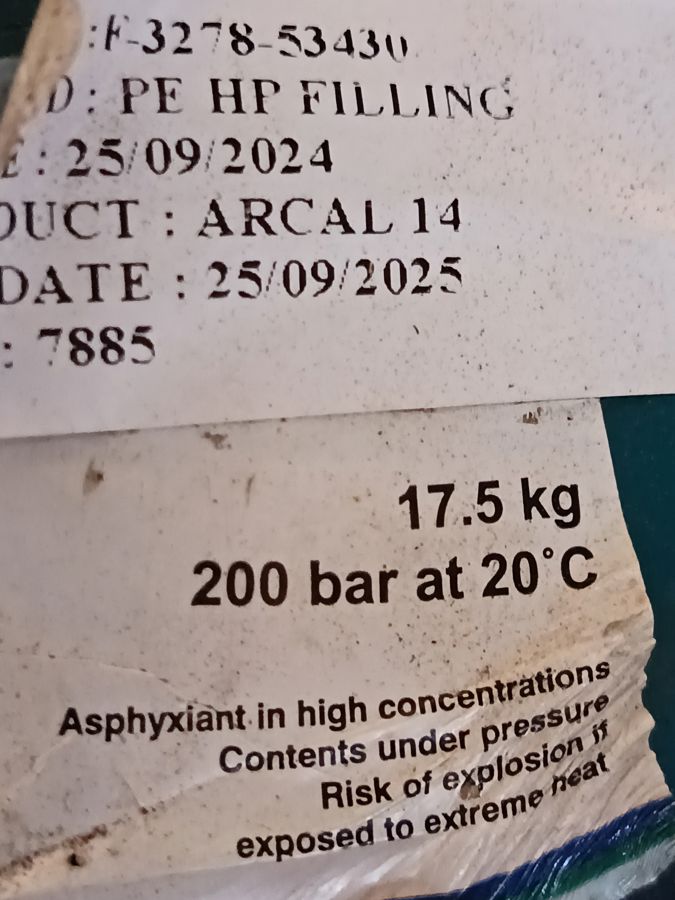 :F-3278-53430
D: PE HP FILLING
E: 25/09/2024
DUCT : ARCAL 14
DATE : 25/09/2025
: 7885
17.5 kg
200 bar at 20°C
Asphyxiant in high concentrations
Contents under pressure
Risk of explosion if
exposed to extreme heat